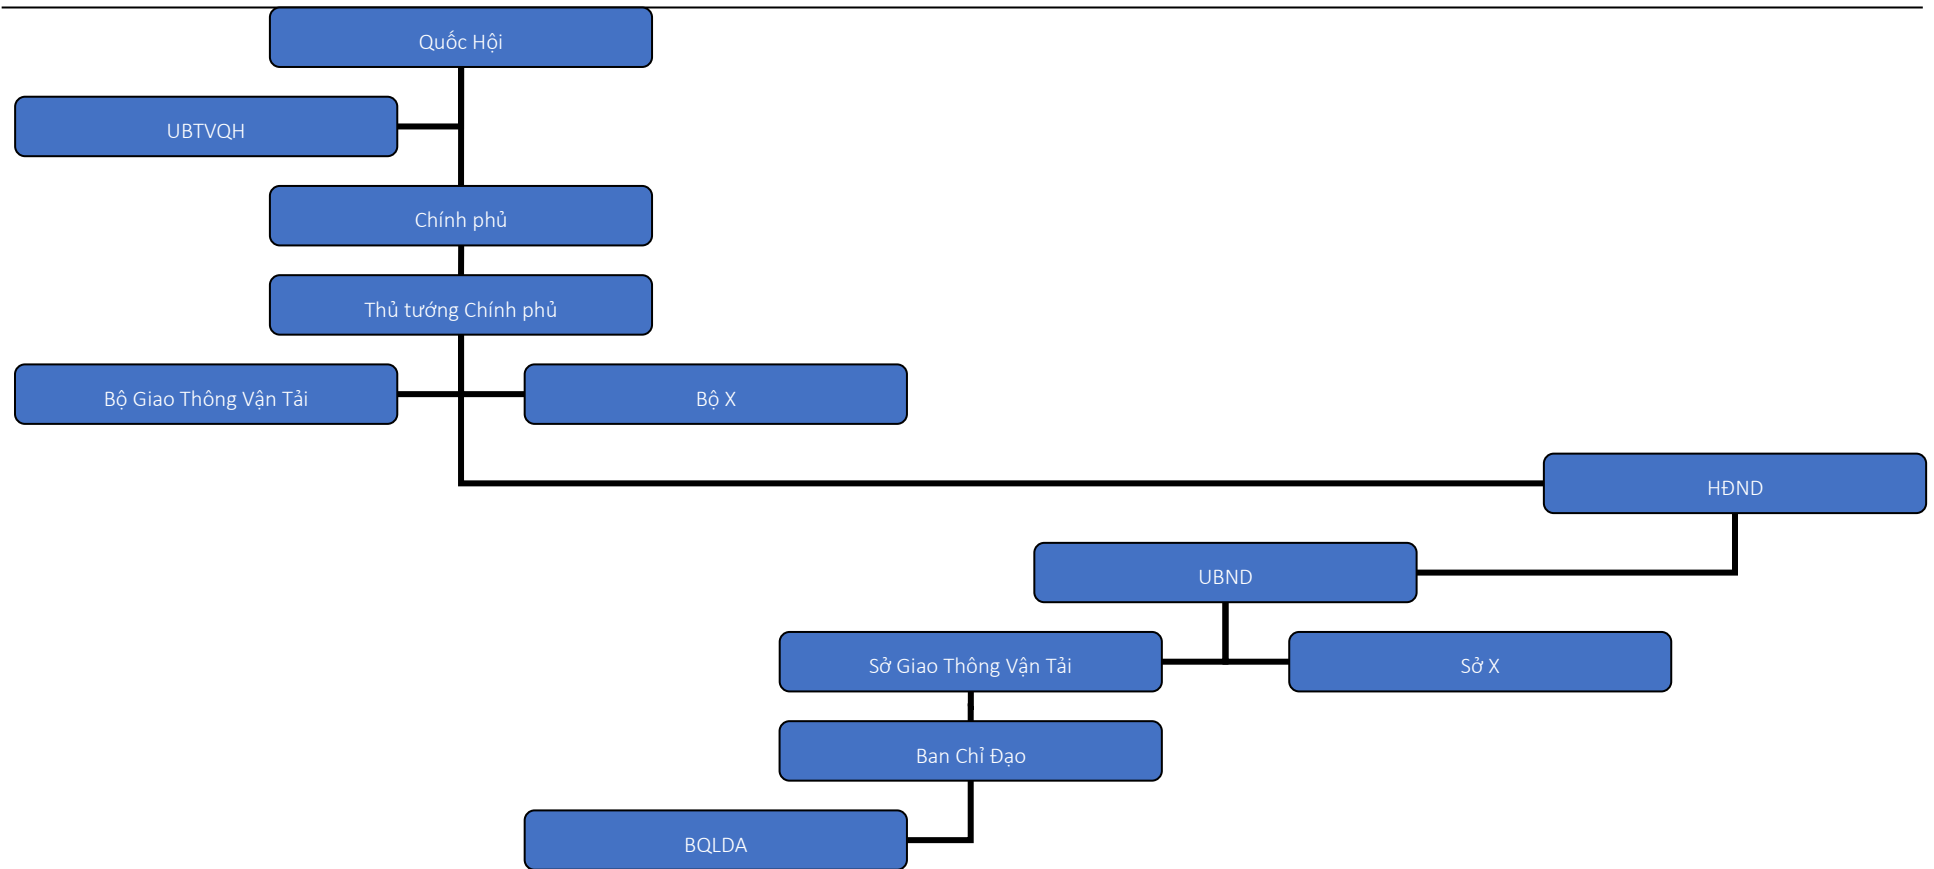 Quốc Hội
UBTVQH
Chính phủ
Thủ tướng Chính phủ
Bộ Giao Thông Vận Tải
Bộ X
HĐND
UBND
Sở Giao Thông Vận Tải
Sở X
Ban Chỉ Đạo
BQLDA